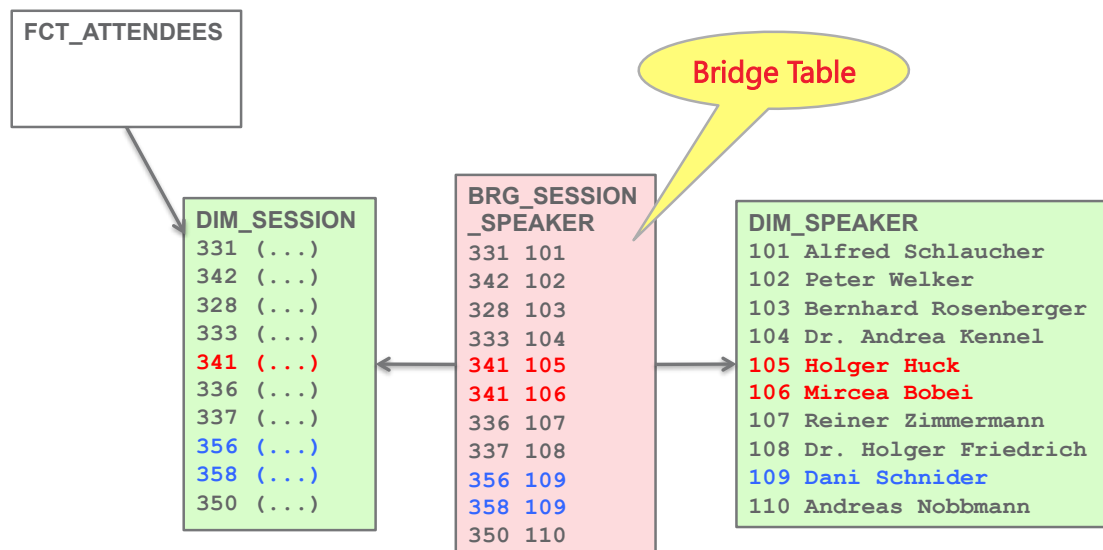 FCT_ATTENDEES
Bridge Table
DIM_SESSION
331 (...)
342 (...)
328 (...)
333 (...)
341 (...)
336 (...)
337 (...)
356 (...)
358 (...)
350 (...)
BRG_SESSION
_SPEAKER
331 101
342 102
328 103
333 104
341 105
341 106
336 107
337 108
356 109
358 109
350 110
DIM_SPEAKER
101 Alfred Schlaucher
102 Peter Welker
103 Bernhard Rosenberger
104 Dr. Andrea Kennel
105 Holger Huck
106 Mircea Bobei
107 Reiner Zimmermann
108 Dr. Holger Friedrich
109 Dani Schnider
110 Andreas Nobbmann